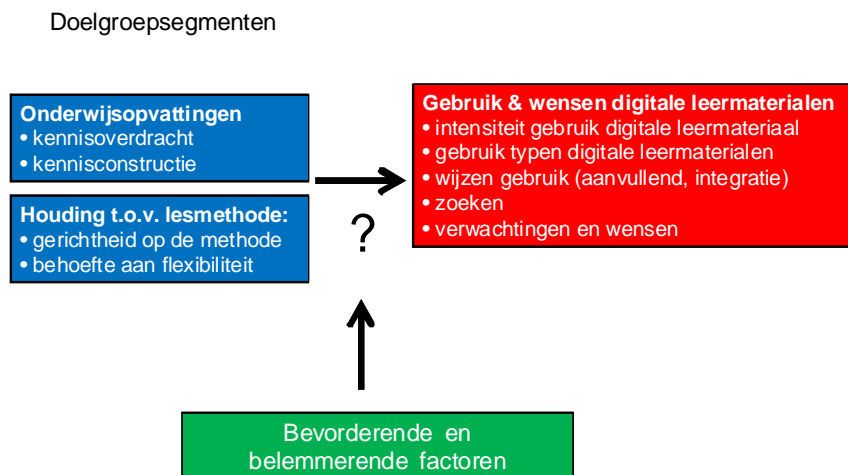 Doelgroepsegmenten
Onderwijsopvattingen
• kennisoverdracht
• kennisconstructie
Houding t.o.v. lesmethode:
• gerichtheid op de methode
• behoefte aan flexibiliteit
?
Gebruik & wensen digitale leermaterialen
• intensiteit gebruik digitale leermateriaal
• gebruik typen digitale leermaterialen
• wijzen gebruik (aanvullend, integratie)
• zoeken
• verwachtingen en wensen
Bevorderende en
belemmerende factoren